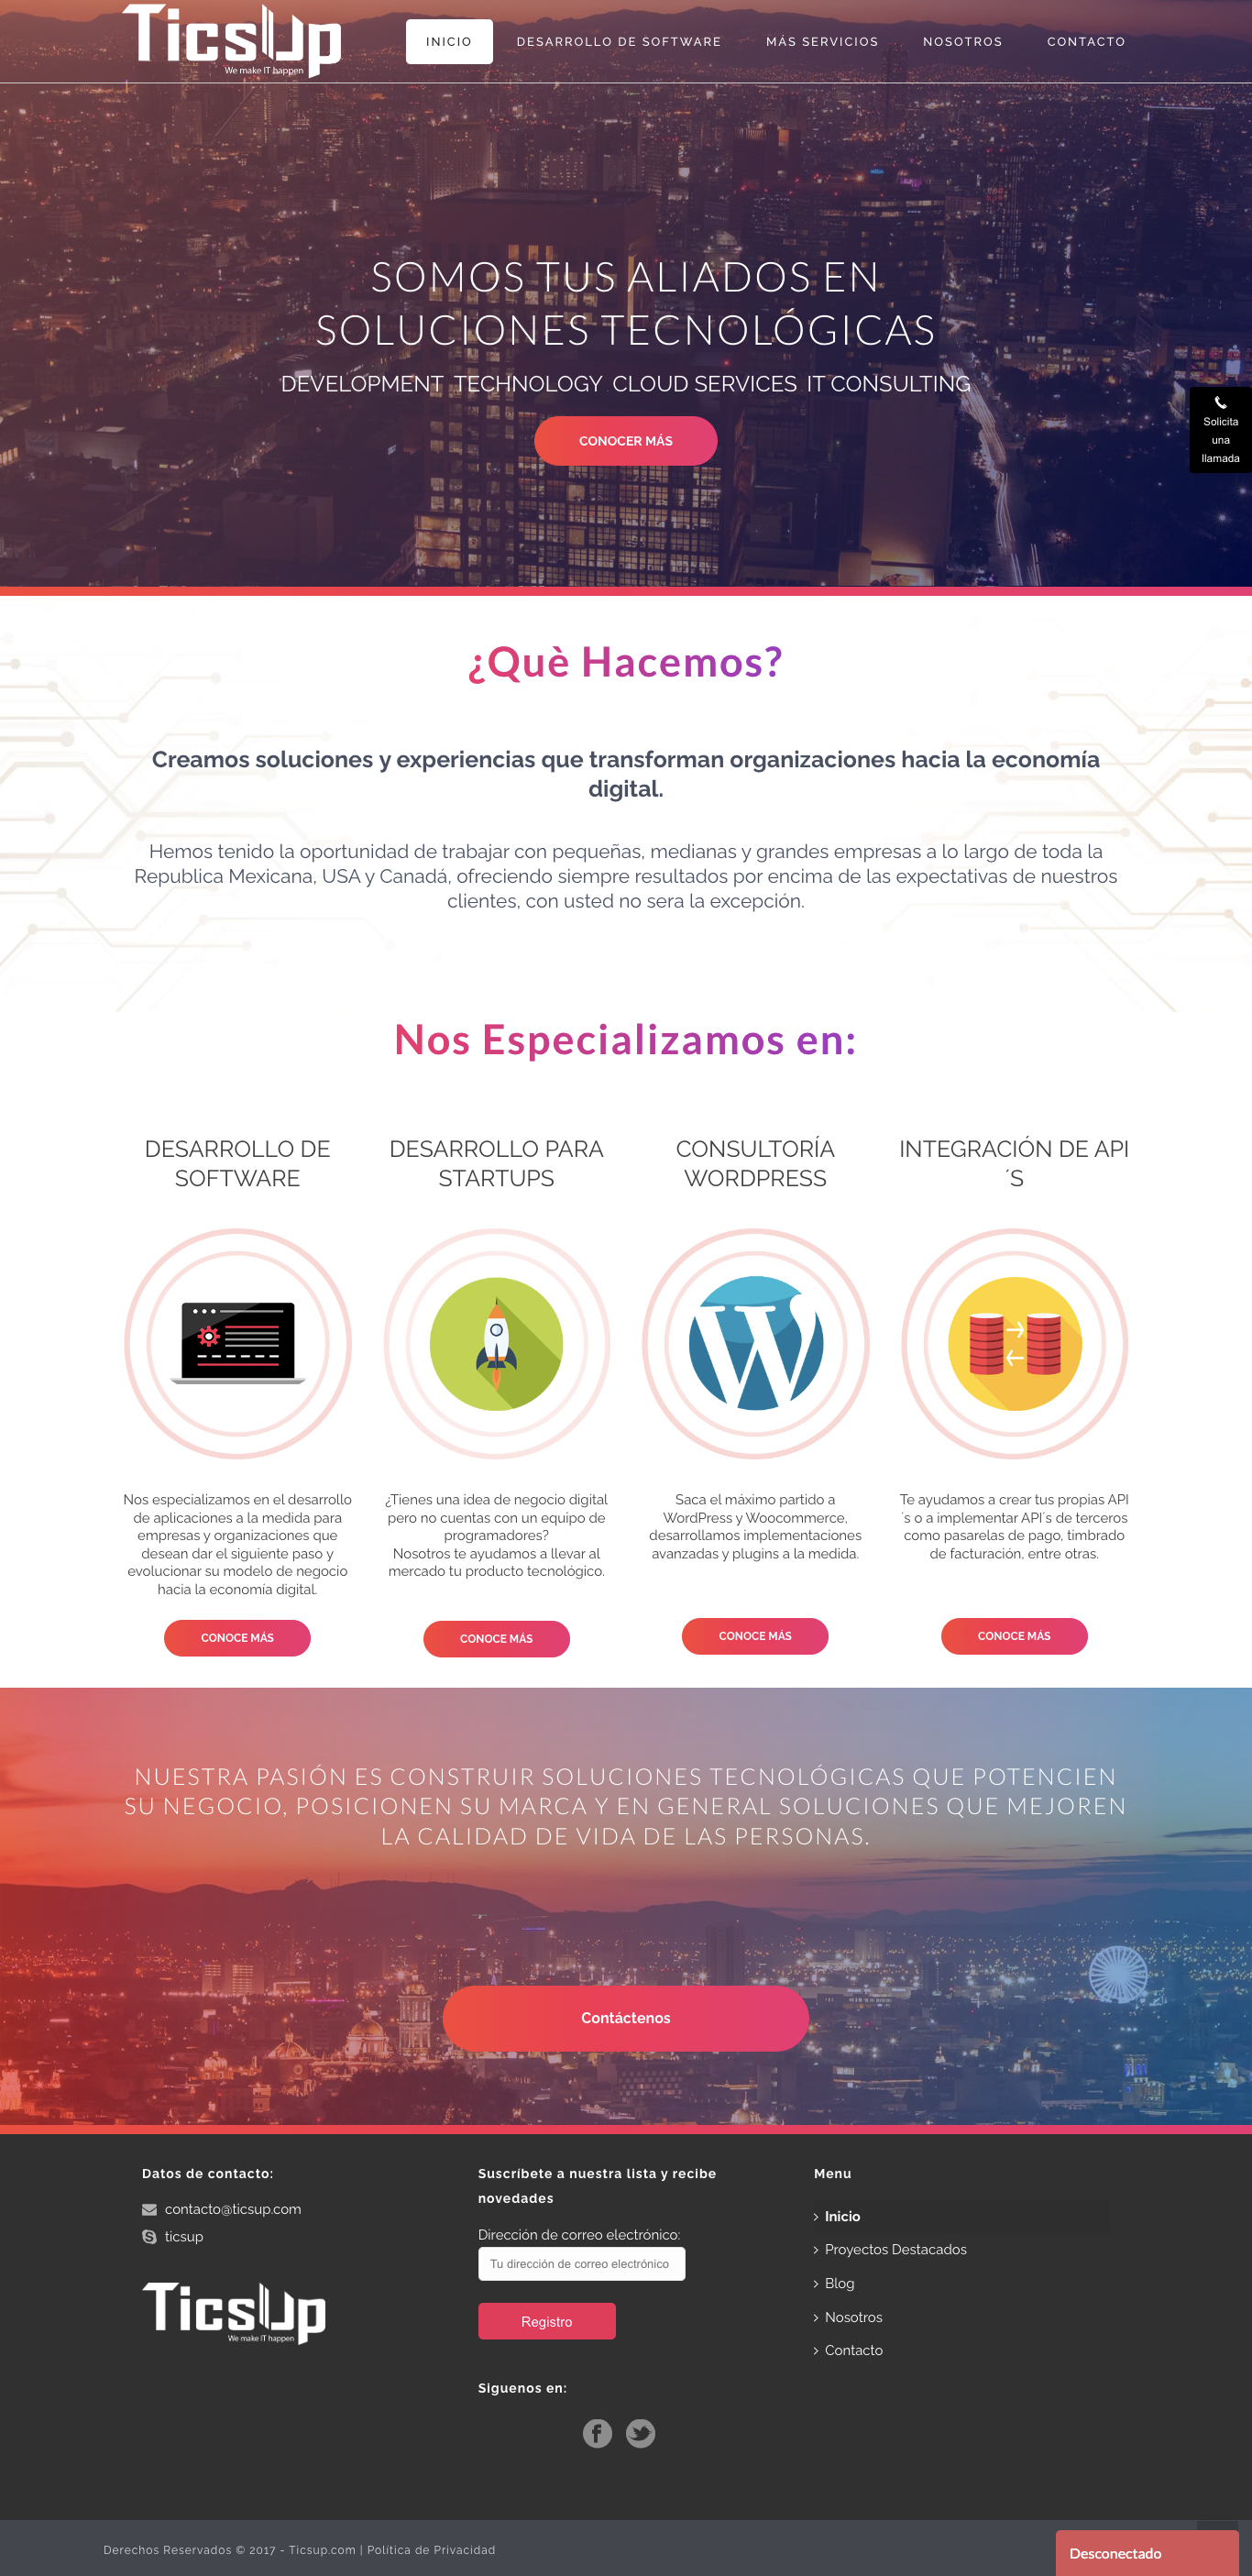 TicsUp
We make IT happen
INICIO
DESARROLLO DE SOFTWARE
MÁS SERVICIOS
NOSOTROS
CONTACTO
SOMOS TUS ALIADOS EN
SOLUCIONES TECNOLÓGICAS
DEVELOPMENT TECHNOLOGY CLOUD SERVICES IT CONSULTING
CONOCER MÁS
Solicita
una
llamada
¿Què Hacemos?
Creamos soluciones y experiencias que transforman organizaciones hacia la economía
digital.
Hemos tenido la oportunidad de trabajar con pequeñas, medianas y grandes empresas a lo largo de toda la
Republica Mexicana, USA y Canadá, ofreciendo siempre resultados por encima de las expectativas de nuestros
clientes, con usted no sera la excepción.
Nos Especializamos en:
DESARROLLO DE
SOFTWARE
Nos especializamos en el desarrollo
de aplicaciones a la medida para
empresas y organizaciones que
desean dar el siguiente paso y
evolucionar su modelo de negocio
hacia la economía digital.
CONOCE MÁS
DESARROLLO PARA
STARTUPS
¿Tienes una idea de negocio digital
pero no cuentas con un equipo de
programadores?
Nosotros te ayudamos a llevar al
mercado tu producto tecnológico.
CONOCE MÁS
CONSULTORÍA
WORDPRESS
Saca el máximo partido a
WordPress y Woocommerce,
desarrollamos implementaciones
avanzadas y plugins a la medida.
CONOCE MÁS
INTEGRACIÓN DE API
´S
Te ayudamos a crear tus propias API
´s o a implementar API´s de terceros
como pasarelas de pago, timbrado
de facturación, entre otras.
CONOCE MÁS
NUESTRA PASIÓN ES CONSTRUIR SOLUCIONES TECNOLÓGICAS QUE POTENCIEN
SU NEGOCIO, POSICIONEN SU MARCA Y EN GENERAL SOLUCIONES QUE MEJOREN
LA CALIDAD DE VIDA DE LAS PERSONAS.
Contáctenos
Datos de contacto:
contacto@ticsup.com
ticsup
TicsUp
We make IT happen
Suscríbete a nuestra lista y recibe
novedades
Dirección de correo electrónico:
Tu dirección de correo electrónico
Registro
Siguenos en:
Menu
Inicio
Proyectos Destacados
Blog
Nosotros
Contacto
Derechos Reservados © 2017 - Ticsup.com | Política de Privacidad
Desconectado